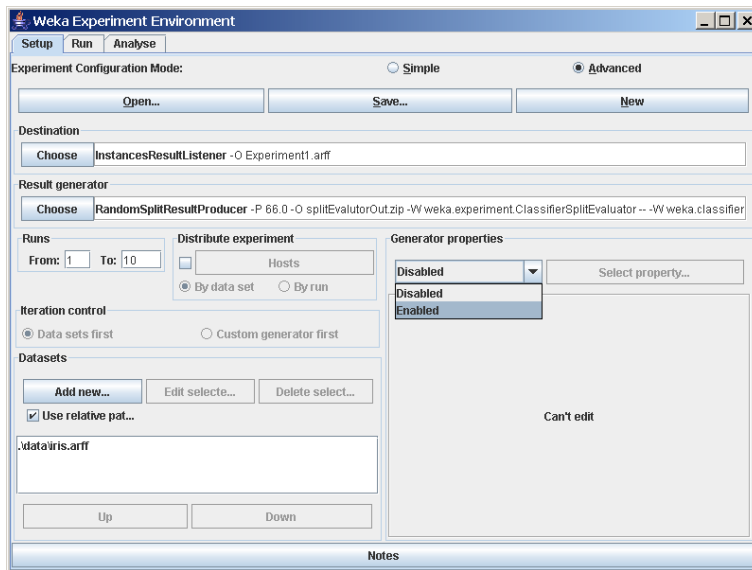 Weka Experiment Environment
Setup Run Analyse
Experiment Configuration Mode: Simple Advanced
Open... Save... New
Destination
Choose InstancesResultListener -O Experiment1.arff
Result generator
Choose RandomSplitResultProducer -P 66.0 -O splitEvalutorOut.zip -W weka.experiment.ClassifierSplitEvaluator -- -W weka.classifier
Runs
From: 1 To: 10
Distribute experiment
Hosts
By data set By run
Generator properties
Disabled Select property...
Disabled
Enabled
Can't edit
Iteration control
Data sets first Custom generator first
Datasets
Add new... Edit selecte... Delete select...
Use relative pat...
.\data\iris.arff
Up Down
Notes